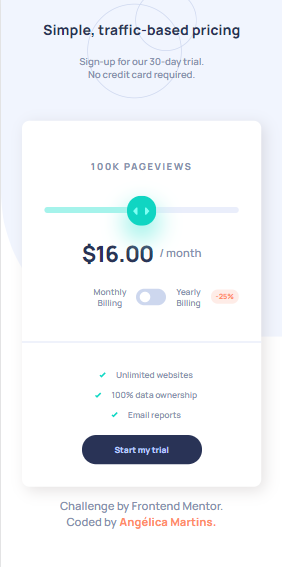 Simple, traffic-based pricing
Sign-up for our 30-day trial.
No credit card required.
100K PAGEVIEWS
$16.00 / month
Monthly
Billing
Yearly
Billing
-25%
Unlimited websites
100% data ownership
Email reports
Start my trial
Challenge by Frontend Mentor.
Coded by Angélica Martins.